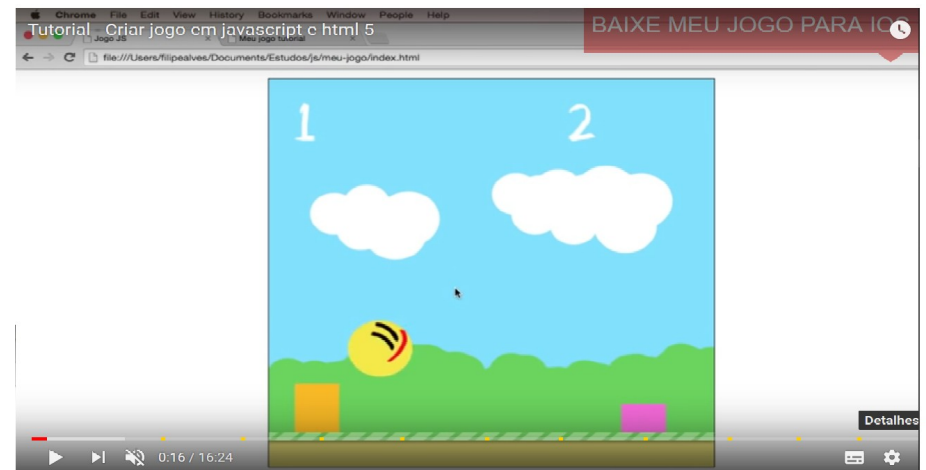 Chrome File Edit View History Bookmarks Window People Help
Tutorial - Criar jogo em javascript e html 5
BAIXE MEU JOGO PARA IO
Jogo JS
Meu jogo tutorial
file:///Users/filipealves/Documents/Estudos/js/meu-jogo/index.html
1 2
Detalhes
0:16 / 16:24